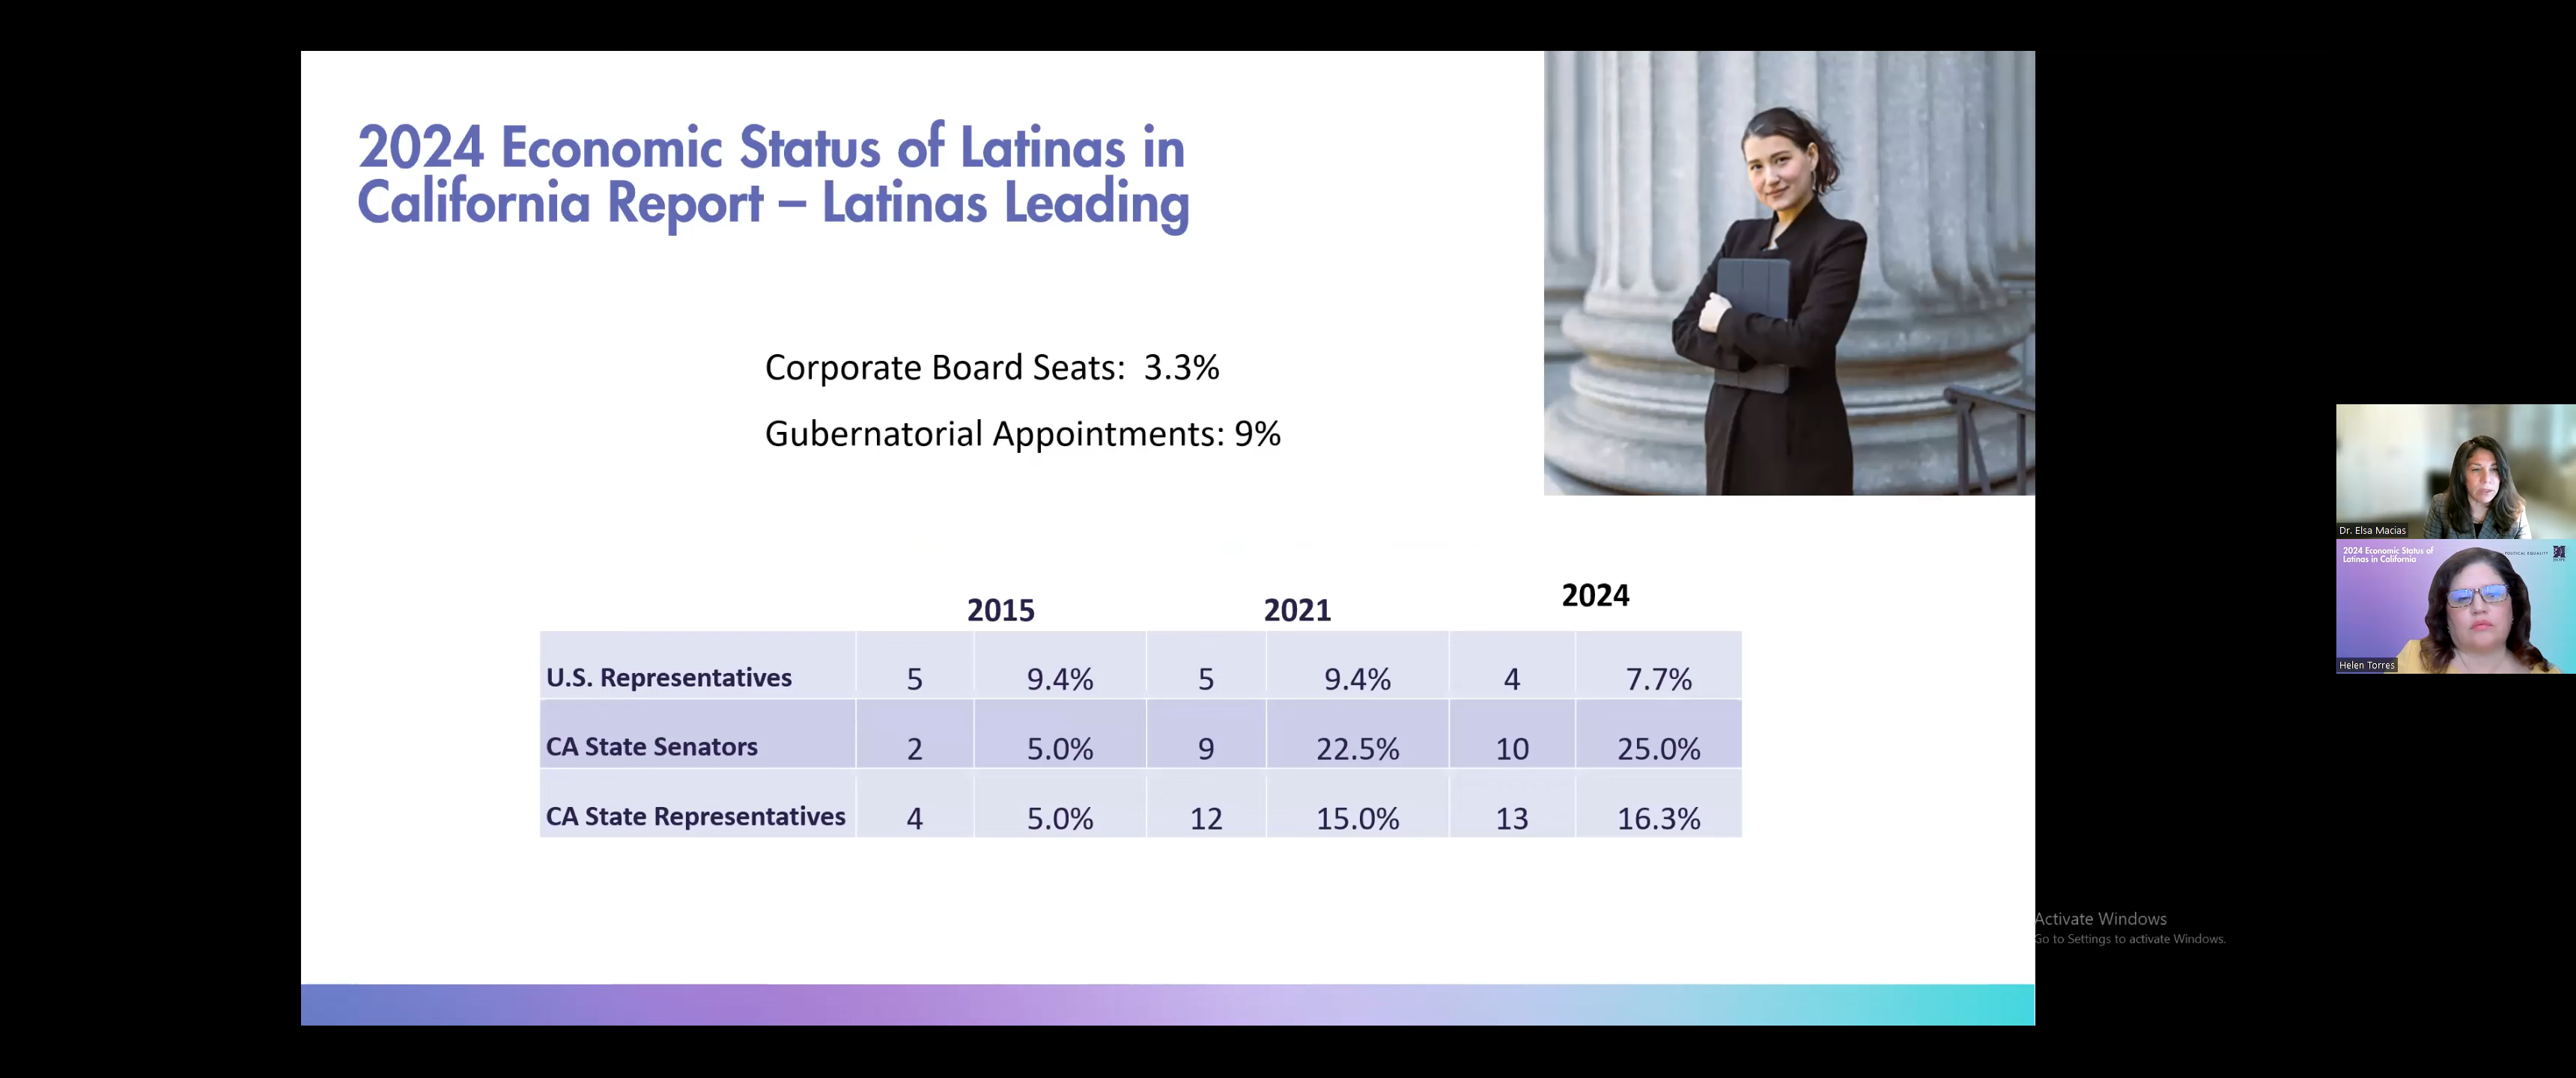 2024 Economic Status of Latinas in
California Report – Latinas Leading
Corporate Board Seats: 3.3%
Gubernatorial Appointments: 9%
2015 2021 2024
U.S. Representatives 5 9.4% 5 9.4% 4 7.7%
CA State Senators 2 5.0% 9 22.5% 10 25.0%
CA State Representatives 4 5.0% 12 15.0% 13 16.3%
Dr. Elsa Macias
2024 Economic Status of
Latinas in California
POLITICAL EQUALITY
Helen Torres
Activate Windows
Go to Settings to activate Windows.